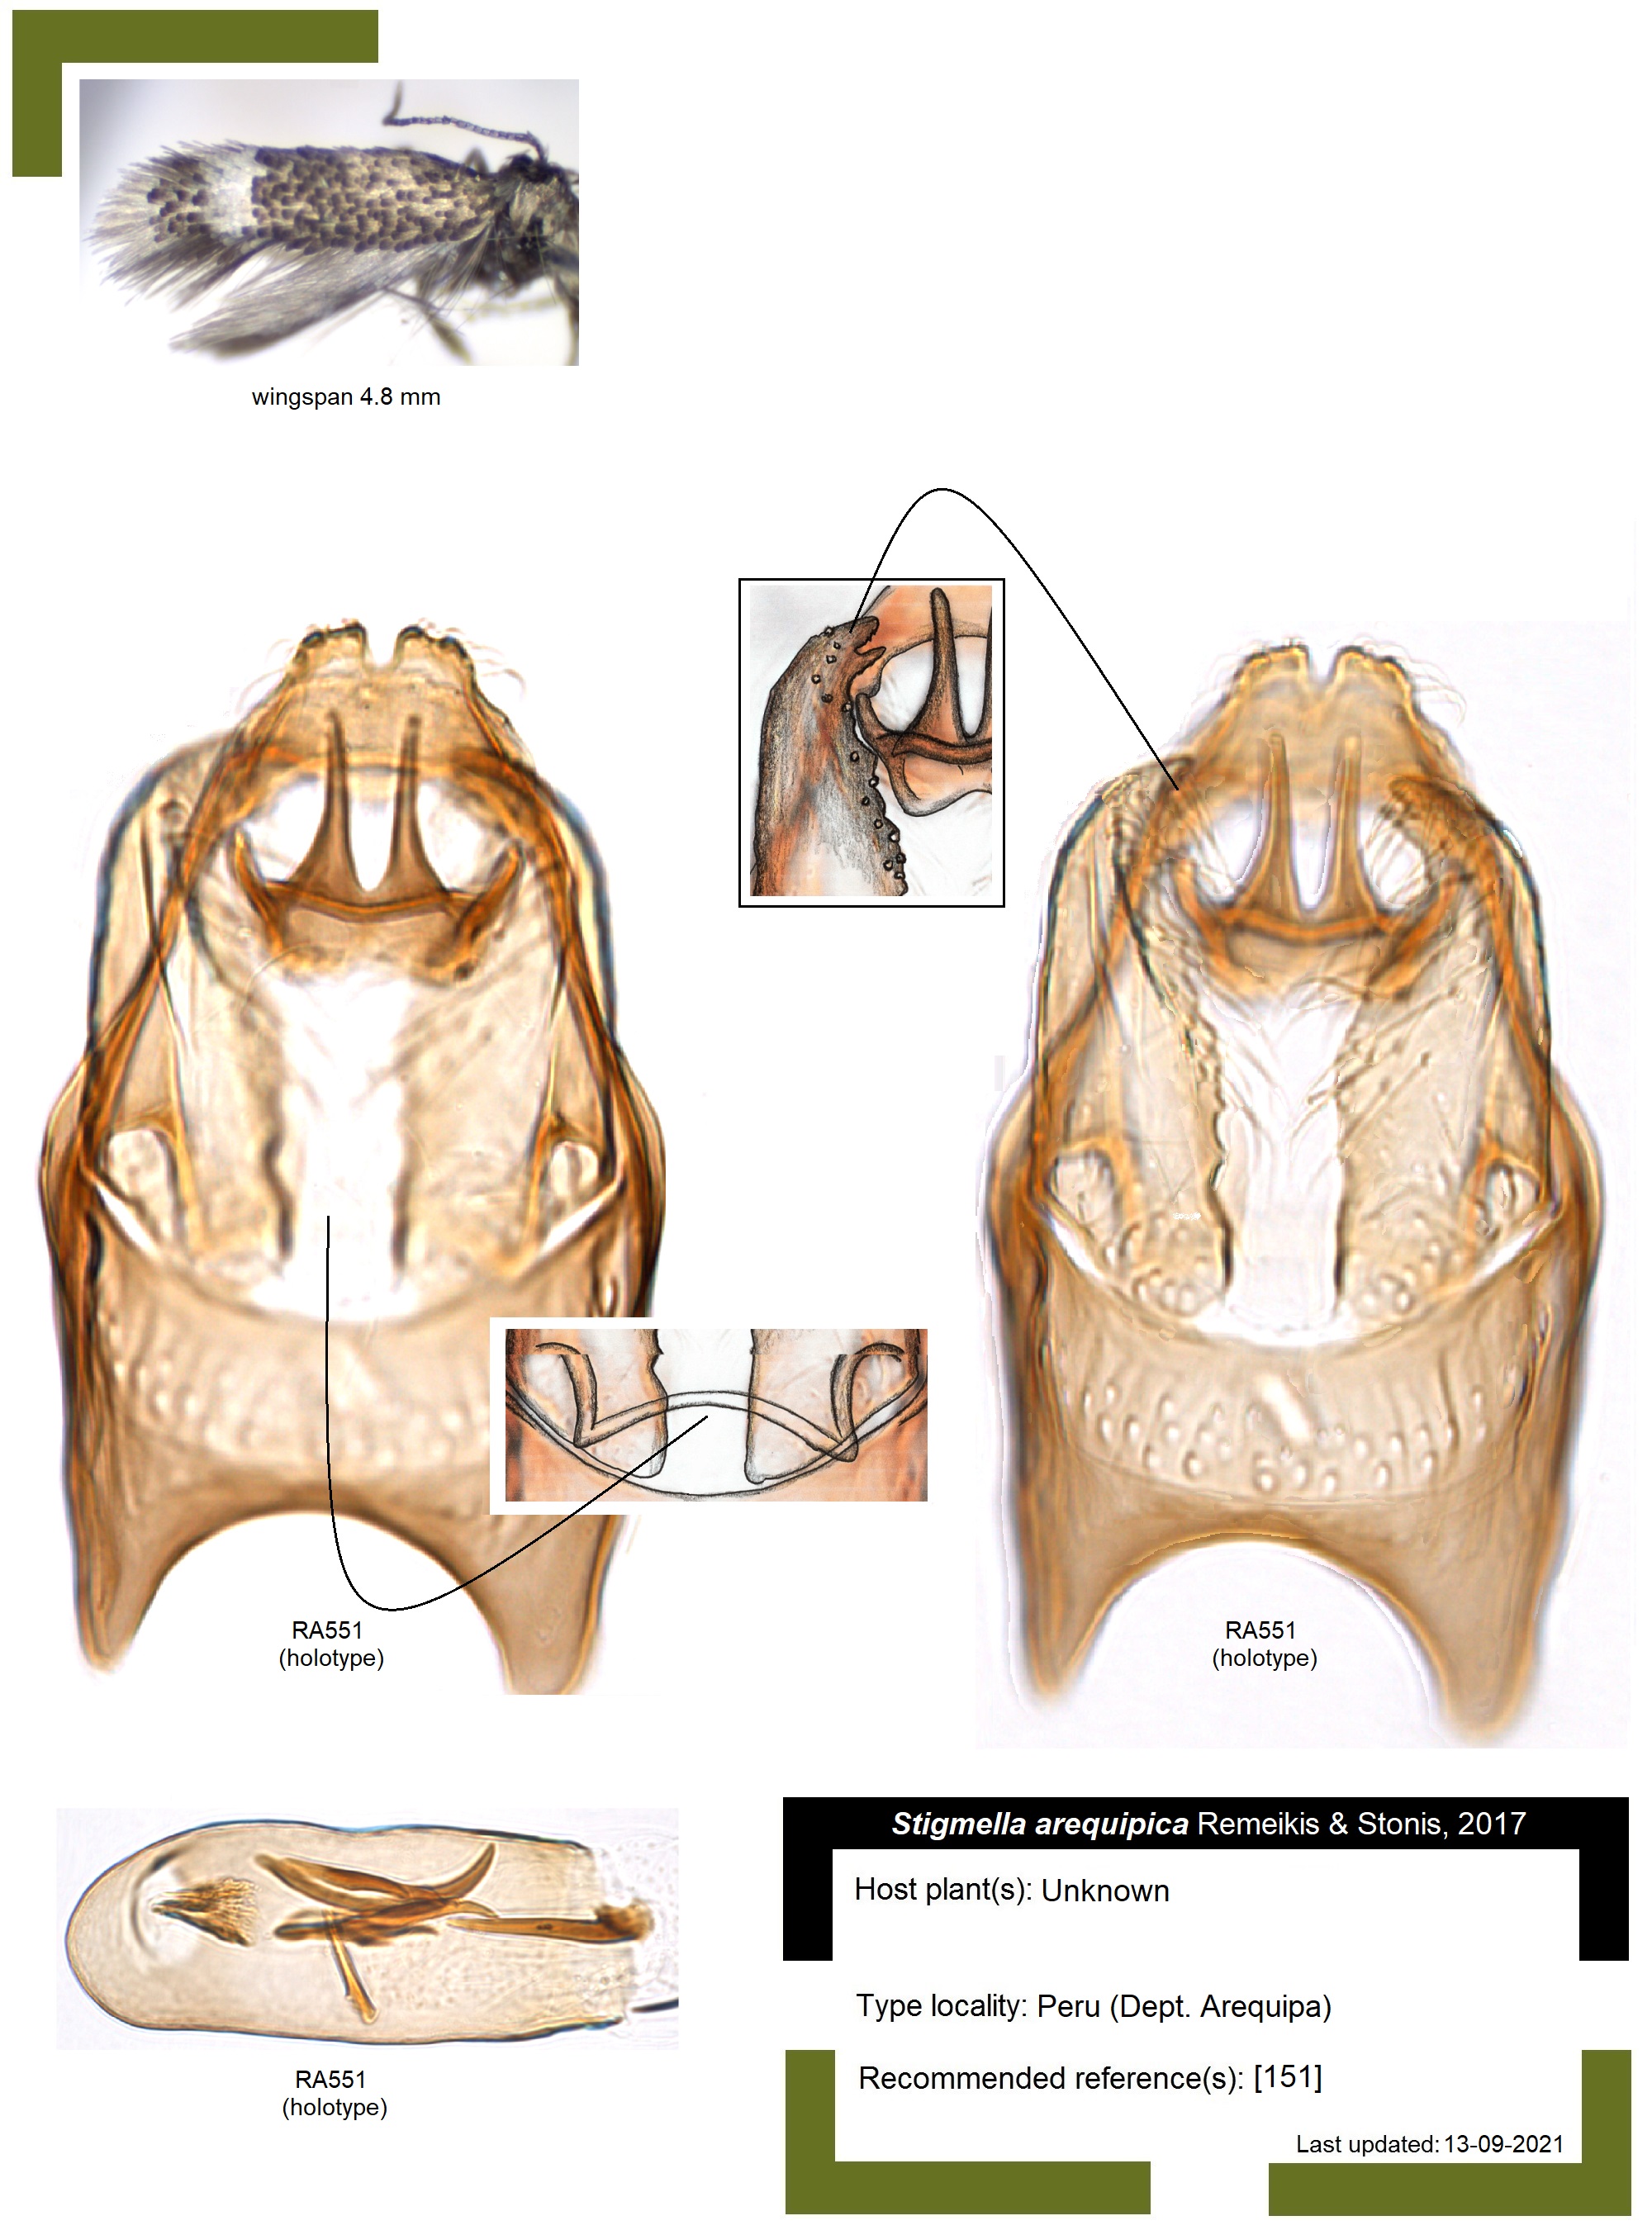 wingspan 4.8 mm
RA551
(holotype)
RA551
(holotype)
RA551
(holotype)
Stigmella arequipica Remeikis & Stonis, 2017
Host plant(s): Unknown
Type locality: Peru (Dept. Arequipa)
Recommended reference(s): [151]
Last updated: 13-09-2021